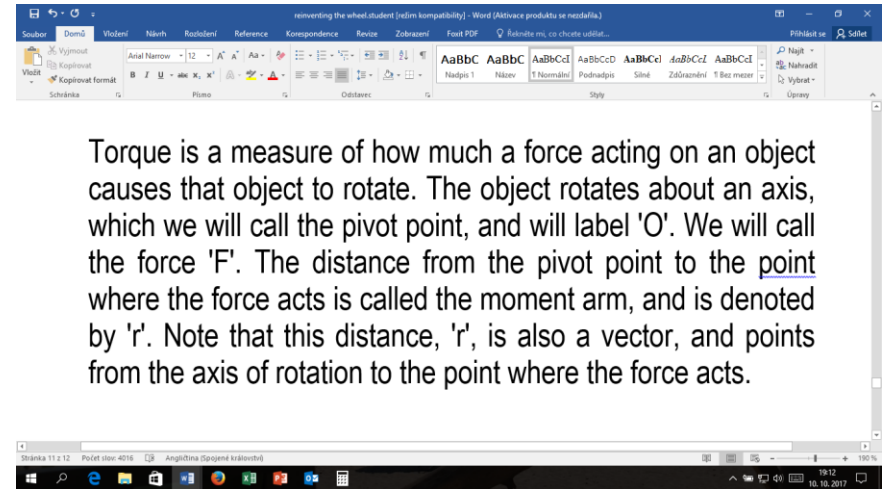 reinventing the wheel.student [režim kompatibility] - Word (Aktivace produktu se nezdařila.)
Soubor Domů Vložení Návrh Rozložení Reference Korespondence Revize Zobrazení Foxit PDF Řekněte mi, co chcete udělat... Přihlásit se Sdílet
Vložit
Vyjmout
Kopírovat
Kopírovat formát
Schránka
Arial Narrow 12
B I U abc
Písmo
Odstavec
AaBbC AaBbC AaBbCcI AaBbCcD AaBbCcI AaBbCcI AaBbCcI
Nadpis 1 Název ¶ Normální Podnadpis Silné Zdůraznění ¶ Bez mezer
Styly
Najít
Nahradit
Vybrat
Úpravy
Torque is a measure of how much a force acting on an object
causes that object to rotate. The object rotates about an axis,
which we will call the pivot point, and will label 'O'. We will call
the force 'F'. The distance from the pivot point to the point
where the force acts is called the moment arm, and is denoted
by 'r'. Note that this distance, 'r', is also a vector, and points
from the axis of rotation to the point where the force acts.
Stránka 11 z 12 Počet slov: 4016 Angličtina (Spojené království) 190 %
19:12
10. 10. 2017